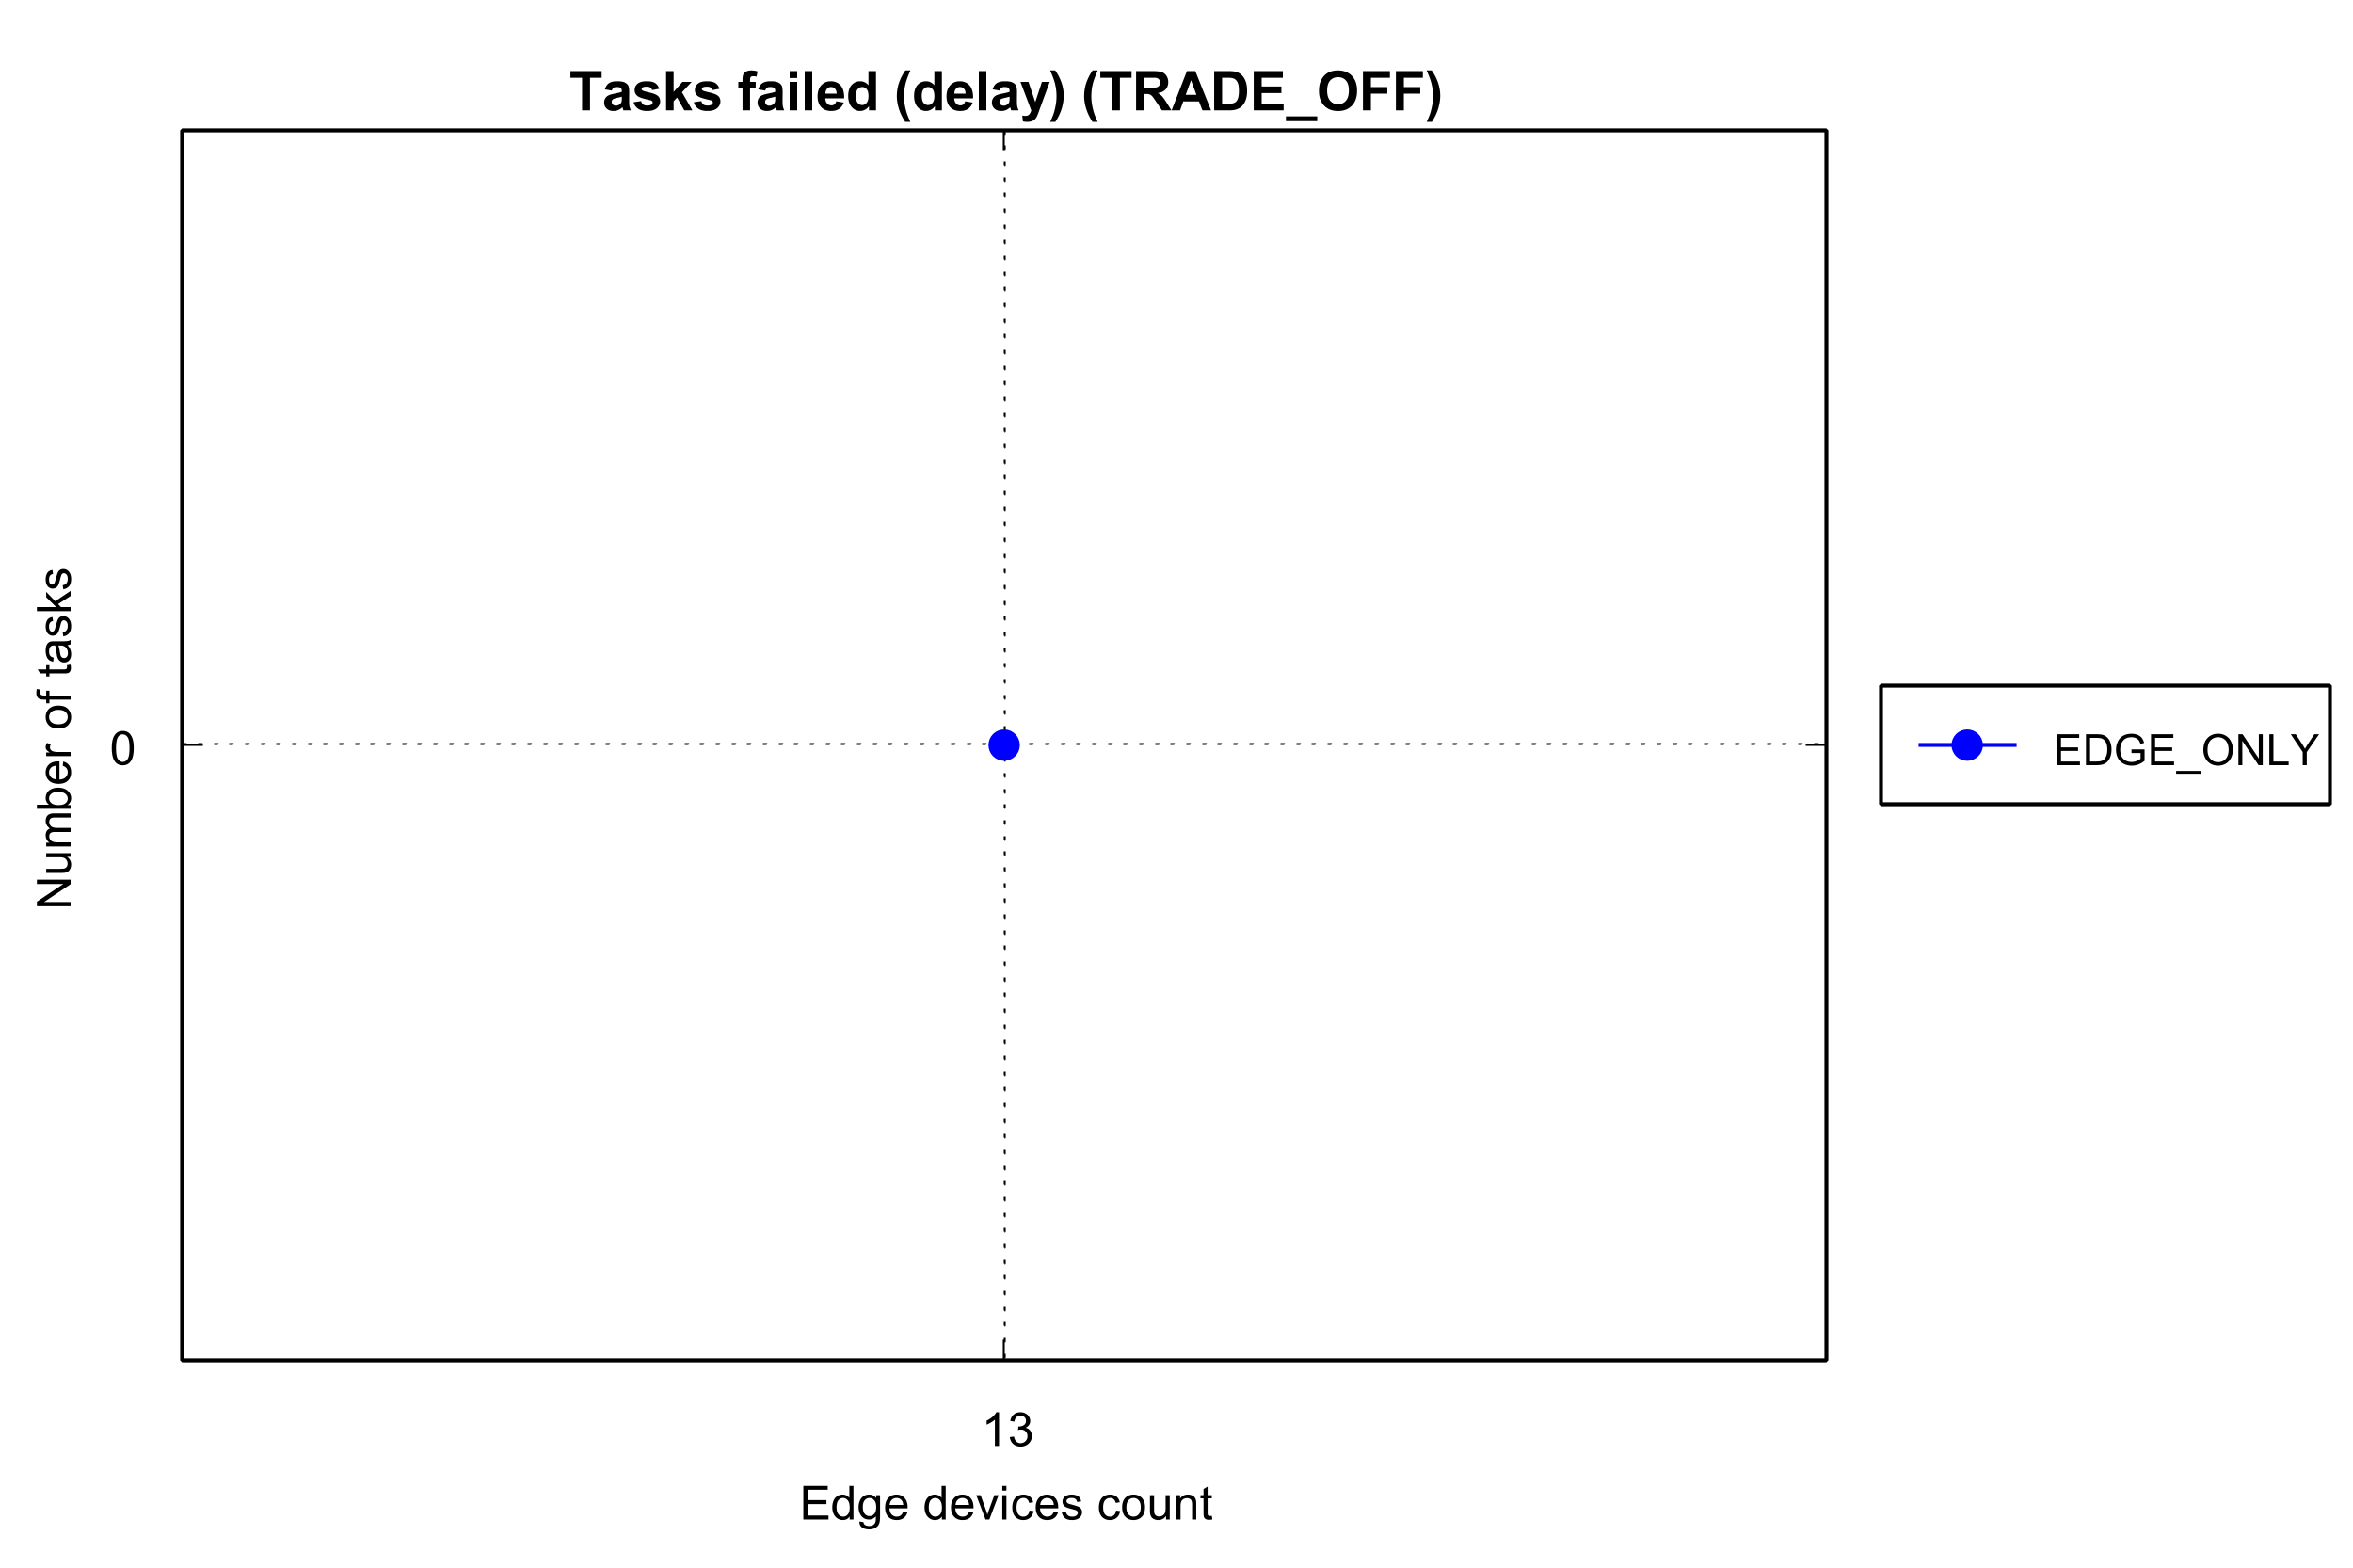 Tasks failed (delay) (TRADE_OFF)
Number of tasks
0
EDGE_ONLY
13
Edge devices count